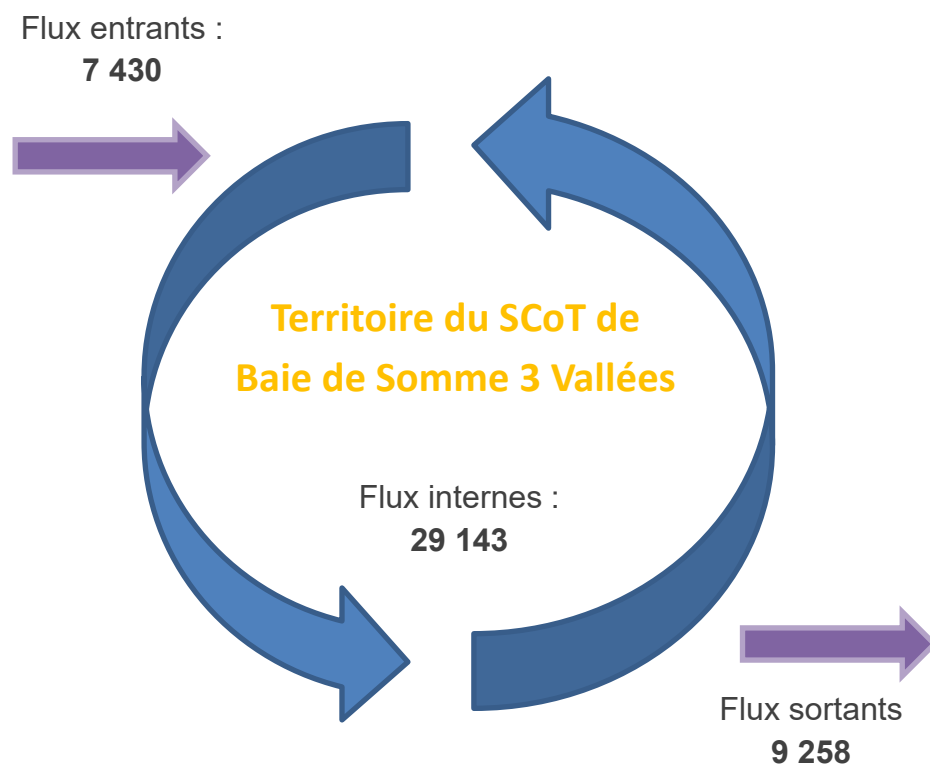 Flux entrants :
7 430
Territoire du SCoT de
Baie de Somme 3 Vallées
Flux internes :
29 143
Flux sortants
9 258